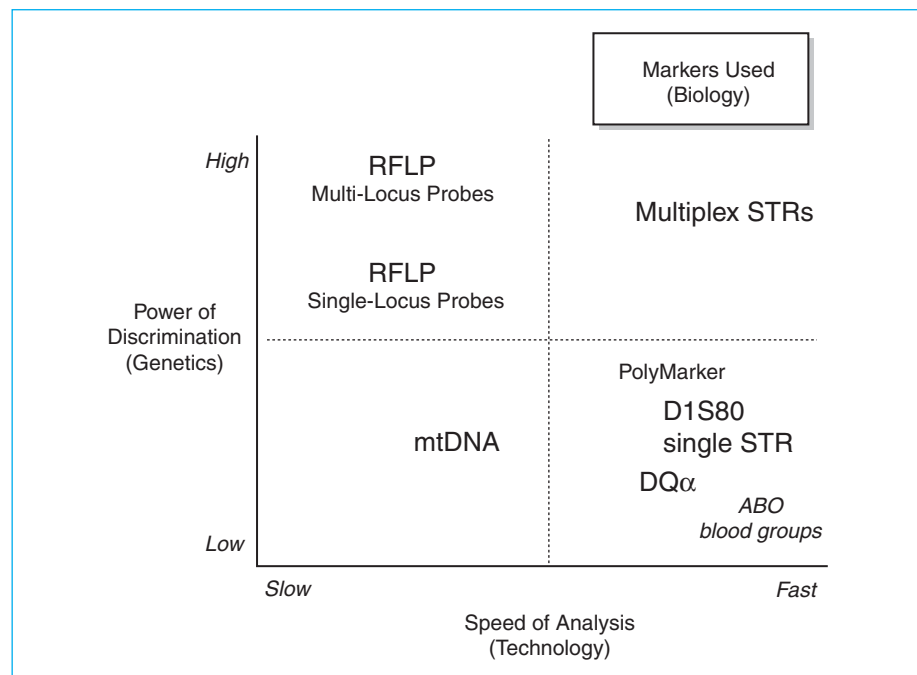 Markers Used
(Biology)
High
RFLP
Multi-Locus Probes
Multiplex STRs
RFLP
Single-Locus Probes
Power of
Discrimination
(Genetics)
PolyMarker
D1S80
single STR
mtDNA
DQα
ABO
blood groups
Low
Slow
Fast
Speed of Analysis
(Technology)